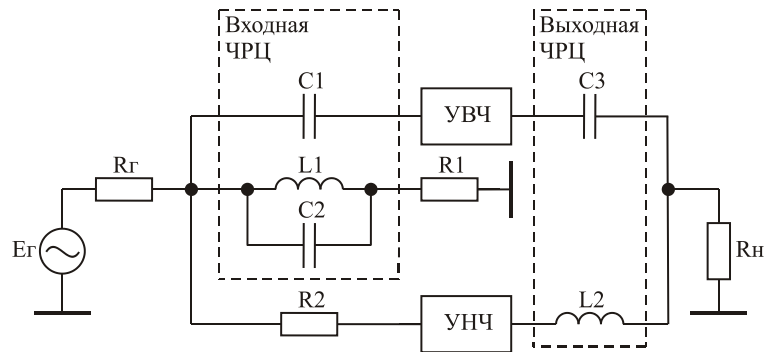 Входная
ЧРЦ
Выходная
ЧРЦ
C1
УВЧ
C3
Rг
L1
R1
C2
Eг
Rн
R2
УНЧ
L2